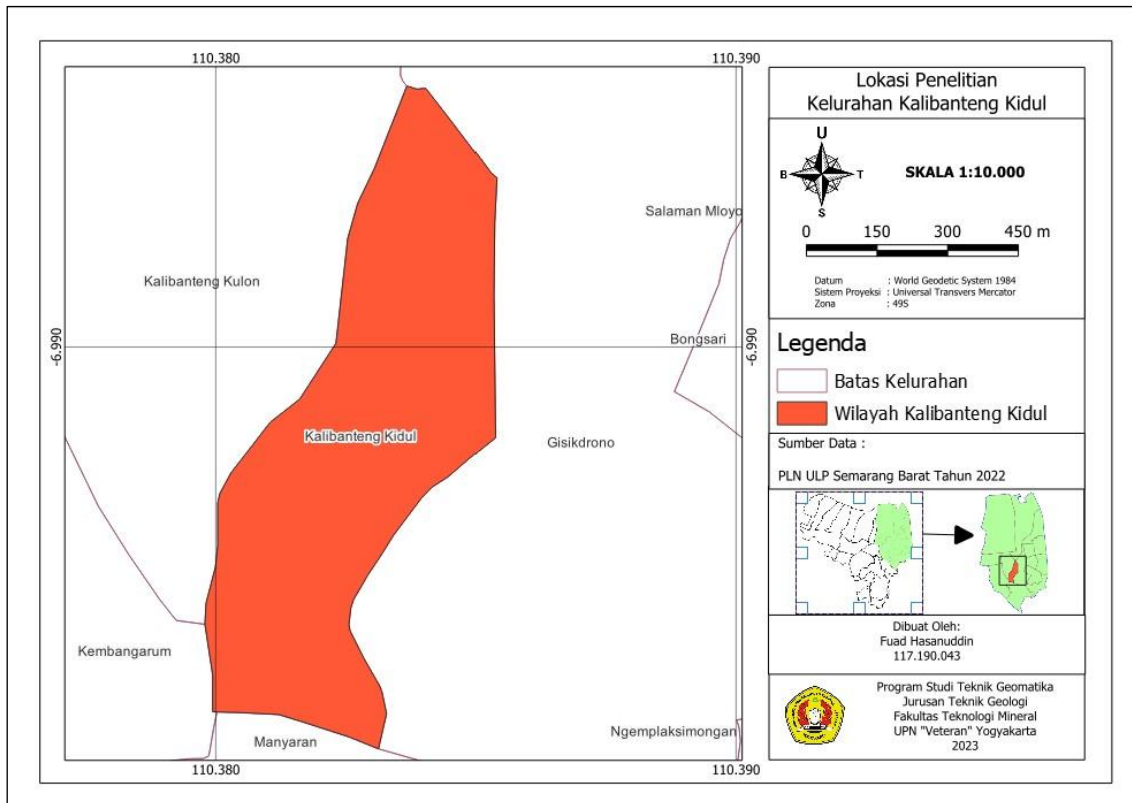 110.380
110.390
Salaman Mloyo
Kalibanteng Kulon
-6.990
-6.990
Bongsari
Kalibanteng Kidul
Gisikdrono
Kembangarum
Manyaran
Ngemplaksimongan
110.380
110.390
Lokasi Penelitian
Kelurahan Kalibanteng Kidul
U
B
T
S
SKALA 1:10.000
0 150 300 450 m
Datum : World Geodetic System 1984
Sistem Proyeksi : Universal Transvers Mercator
Zona : 49S
Legenda
Batas Kelurahan
Wilayah Kalibanteng Kidul
Sumber Data :
PLN ULP Semarang Barat Tahun 2022
Dibuat Oleh:
Fuad Hasanuddin
117.190.043
Program Studi Teknik Geomatika
Jurusan Teknik Geologi
Fakultas Teknologi Mineral
UPN "Veteran" Yogyakarta
2023